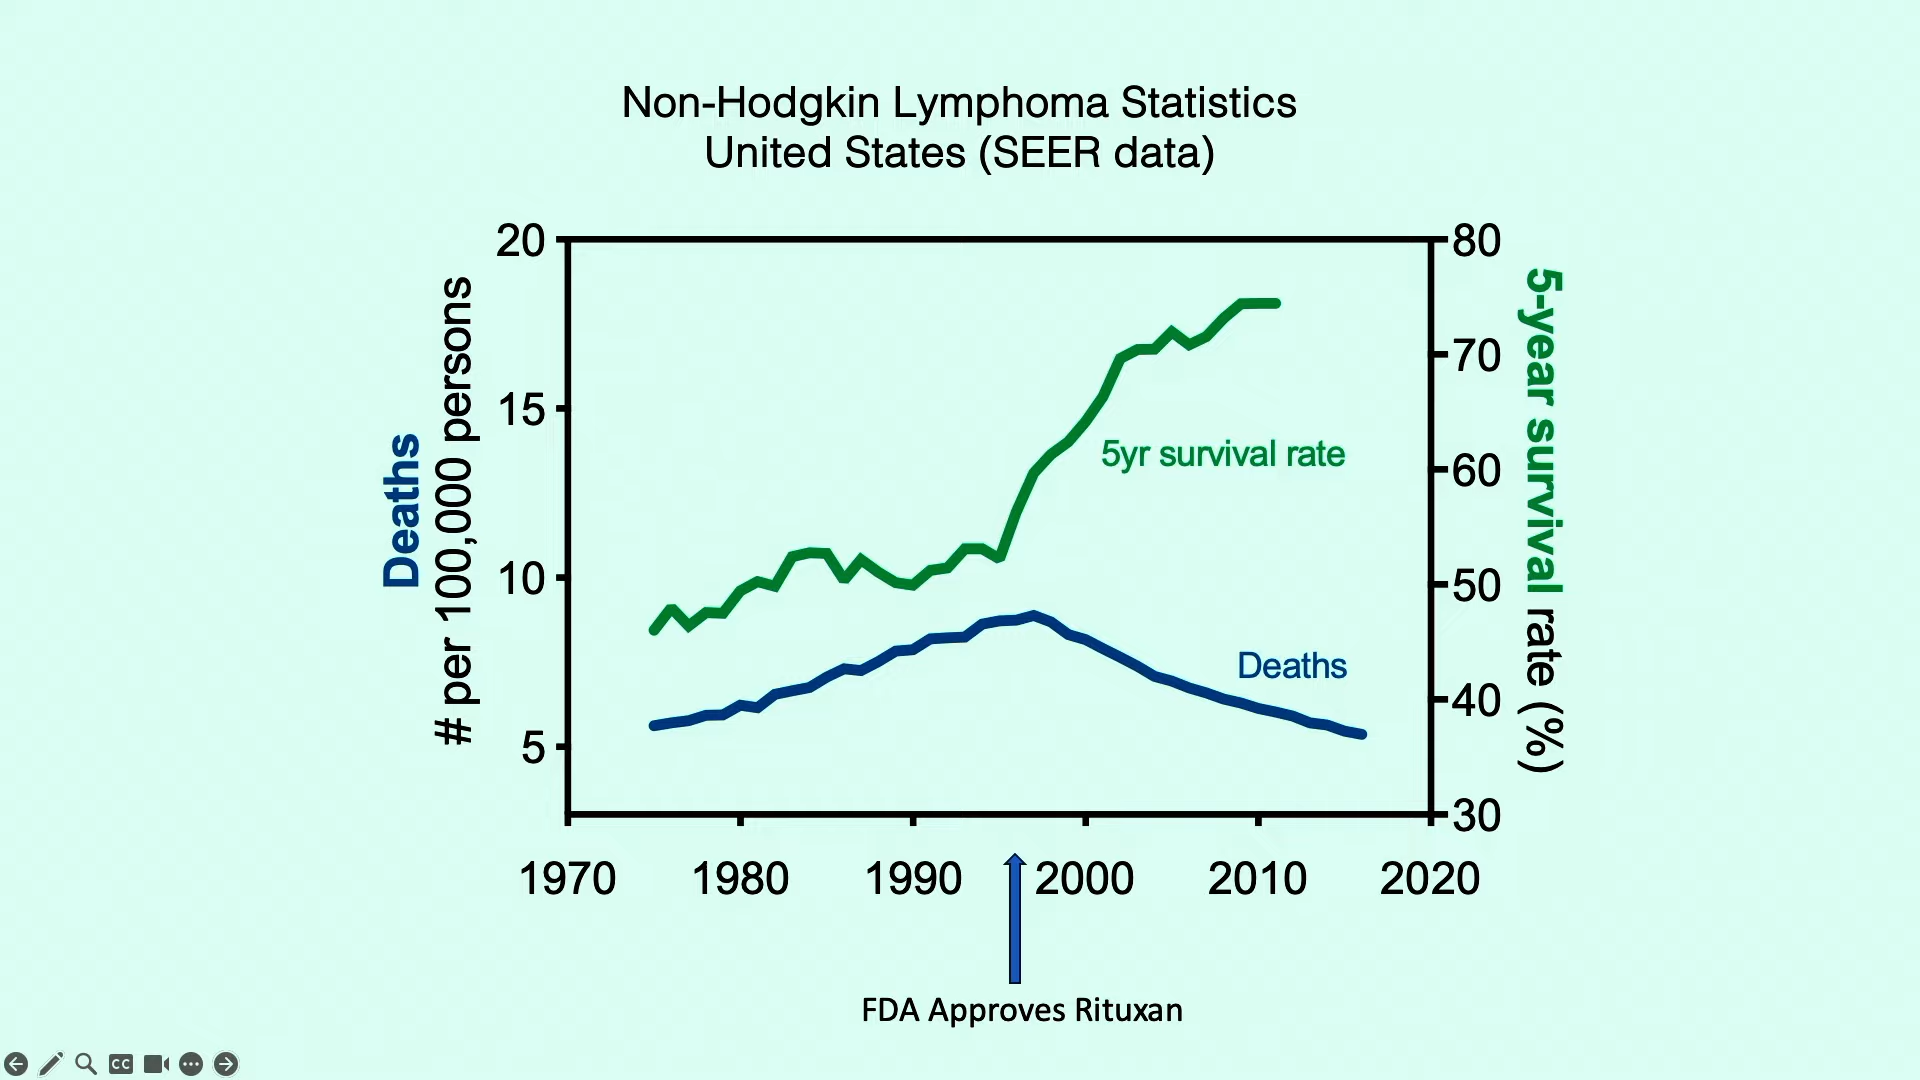 Non-Hodgkin Lymphoma Statistics
United States (SEER data)
Deaths
# per 100,000 persons
20
15
10
5
80
70
60
50
40
30
5-year survival rate (%)
5yr survival rate
Deaths
1970 1980 1990 2000 2010 2020
FDA Approves Rituxan
CC